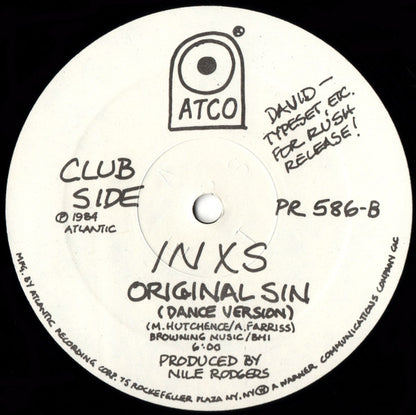 ATCO
DAVID —
TYPESET, ETC.
FOR RUSH
RELEASE!
CLUB
SIDE
℗ 1984
ATLANTIC
PR 586-B
INXS
ORIGINAL SIN
(DANCE VERSION)
(M. HUTCHENCE/A. FARRISS)
BROWNING MUSIC/BMI
6:00
PRODUCED BY
NILE RODGERS
MFG. BY ATLANTIC RECORDING CORP. 75 ROCKEFELLER PLAZA NY. NY ® A WARNER COMMUNICATIONS COMPANY